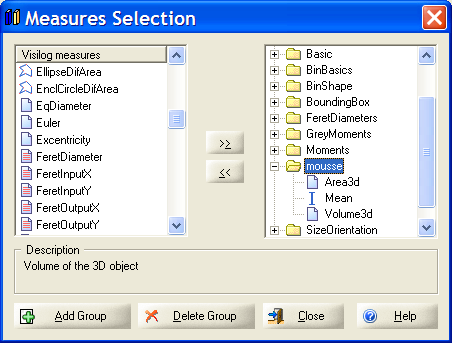 Measures Selection
Visilog measures
EllipseDifArea
EnclCircleDifArea
EqDiameter
Euler
Excentricity
FeretDiameter
FeretInputX
FeretInputY
FeretOutputX
FeretOutputY
>>
<<
Basic
BinBasics
BinShape
BoundingBox
FeretDiameters
GreyMoments
Moments
mousse
Area3d
Mean
Volume3d
SizeOrientation
Description
Volume of the 3D object
Add Group
Delete Group
Close
Help